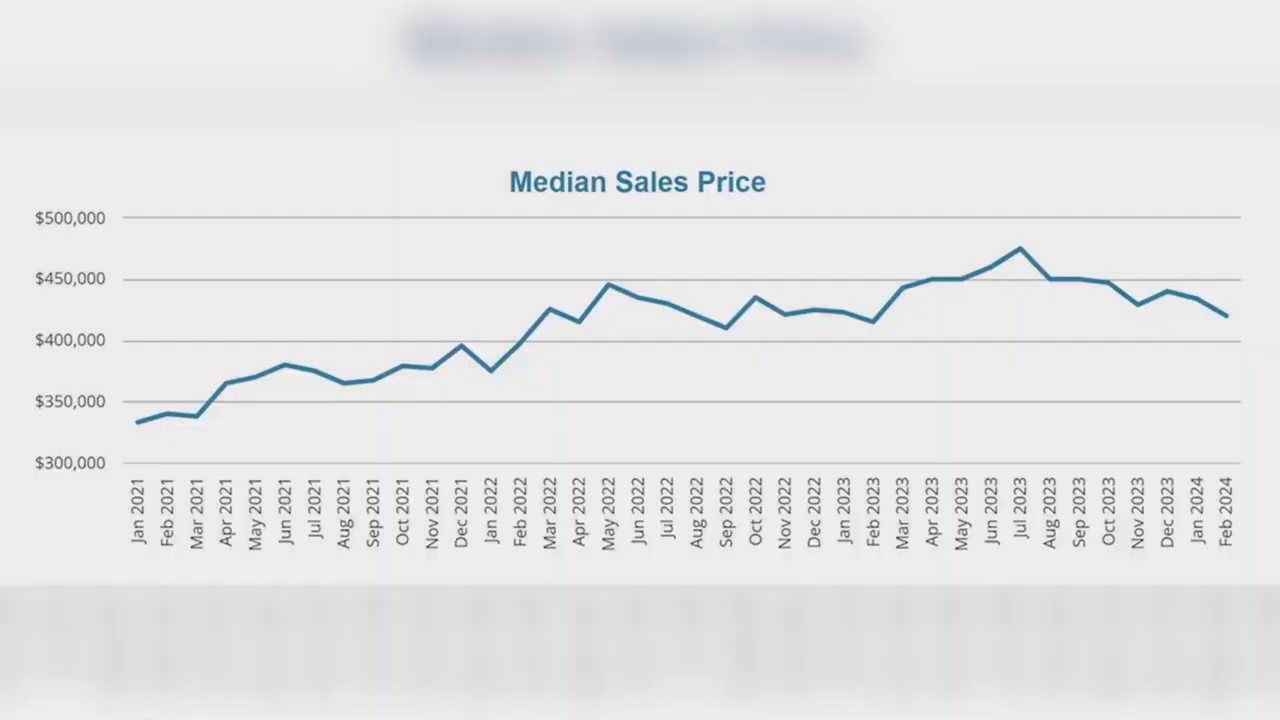 Median Sales Price
$500,000
$450,000
$400,000
$350,000
$300,000
Jan 2021
Feb 2021
Mar 2021
Apr 2021
May 2021
Jun 2021
Jul 2021
Aug 2021
Sep 2021
Oct 2021
Nov 2021
Dec 2021
Jan 2022
Feb 2022
Mar 2022
Apr 2022
May 2022
Jun 2022
Jul 2022
Aug 2022
Sep 2022
Oct 2022
Nov 2022
Dec 2022
Jan 2023
Feb 2023
Mar 2023
Apr 2023
May 2023
Jun 2023
Jul 2023
Aug 2023
Sep 2023
Oct 2023
Nov 2023
Dec 2023
Jan 2024
Feb 2024